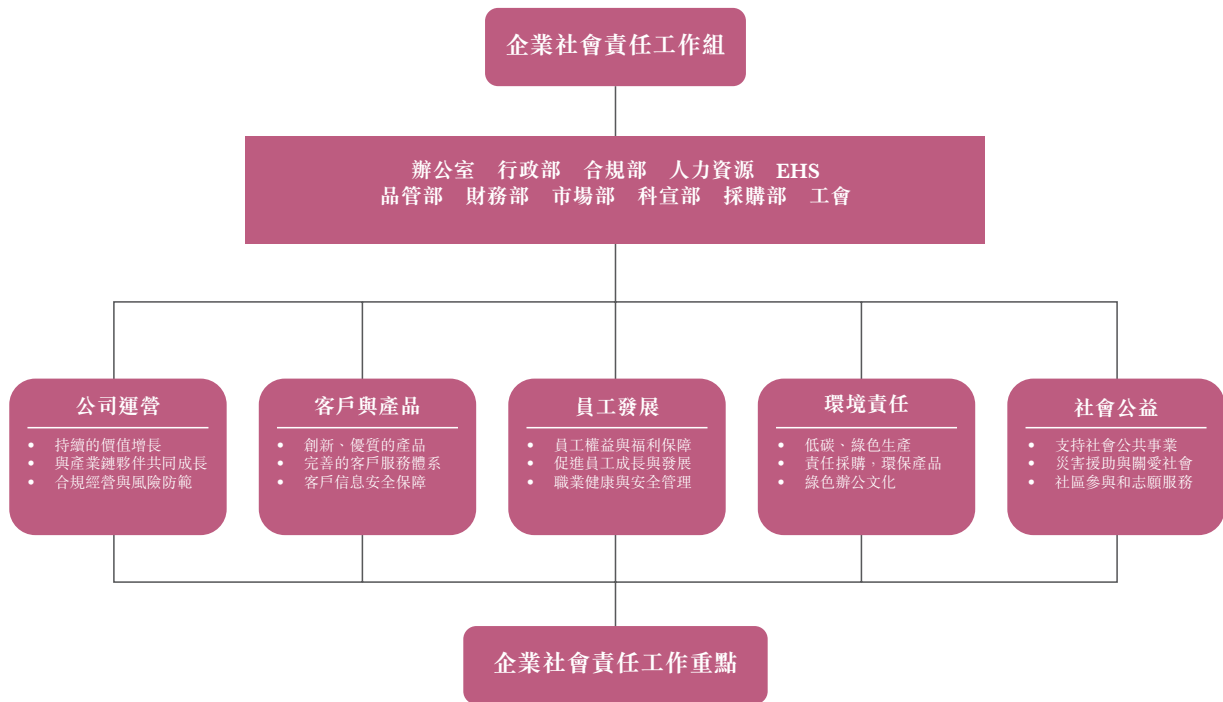 企業社會責任工作組
辦公室 行政部 合規部 人力資源 EHS
品管部 財務部 市場部 科宣部 採購部 工會
公司運營
• 持續的價值增長
• 與產業鏈夥伴共同成長
• 合規經營與風險防範
客戶與產品
• 創新、優質的產品
• 完善的客戶服務體系
• 客戶信息安全保障
員工發展
• 員工權益與福利保障
• 促進員工成長與發展
• 職業健康與安全管理
環境責任
• 低碳、綠色生產
• 責任採購，環保產品
• 綠色辦公文化
社會公益
• 支持社會公共事業
• 災害援助與關愛社會
• 社區參與和志願服務
企業社會責任工作重點